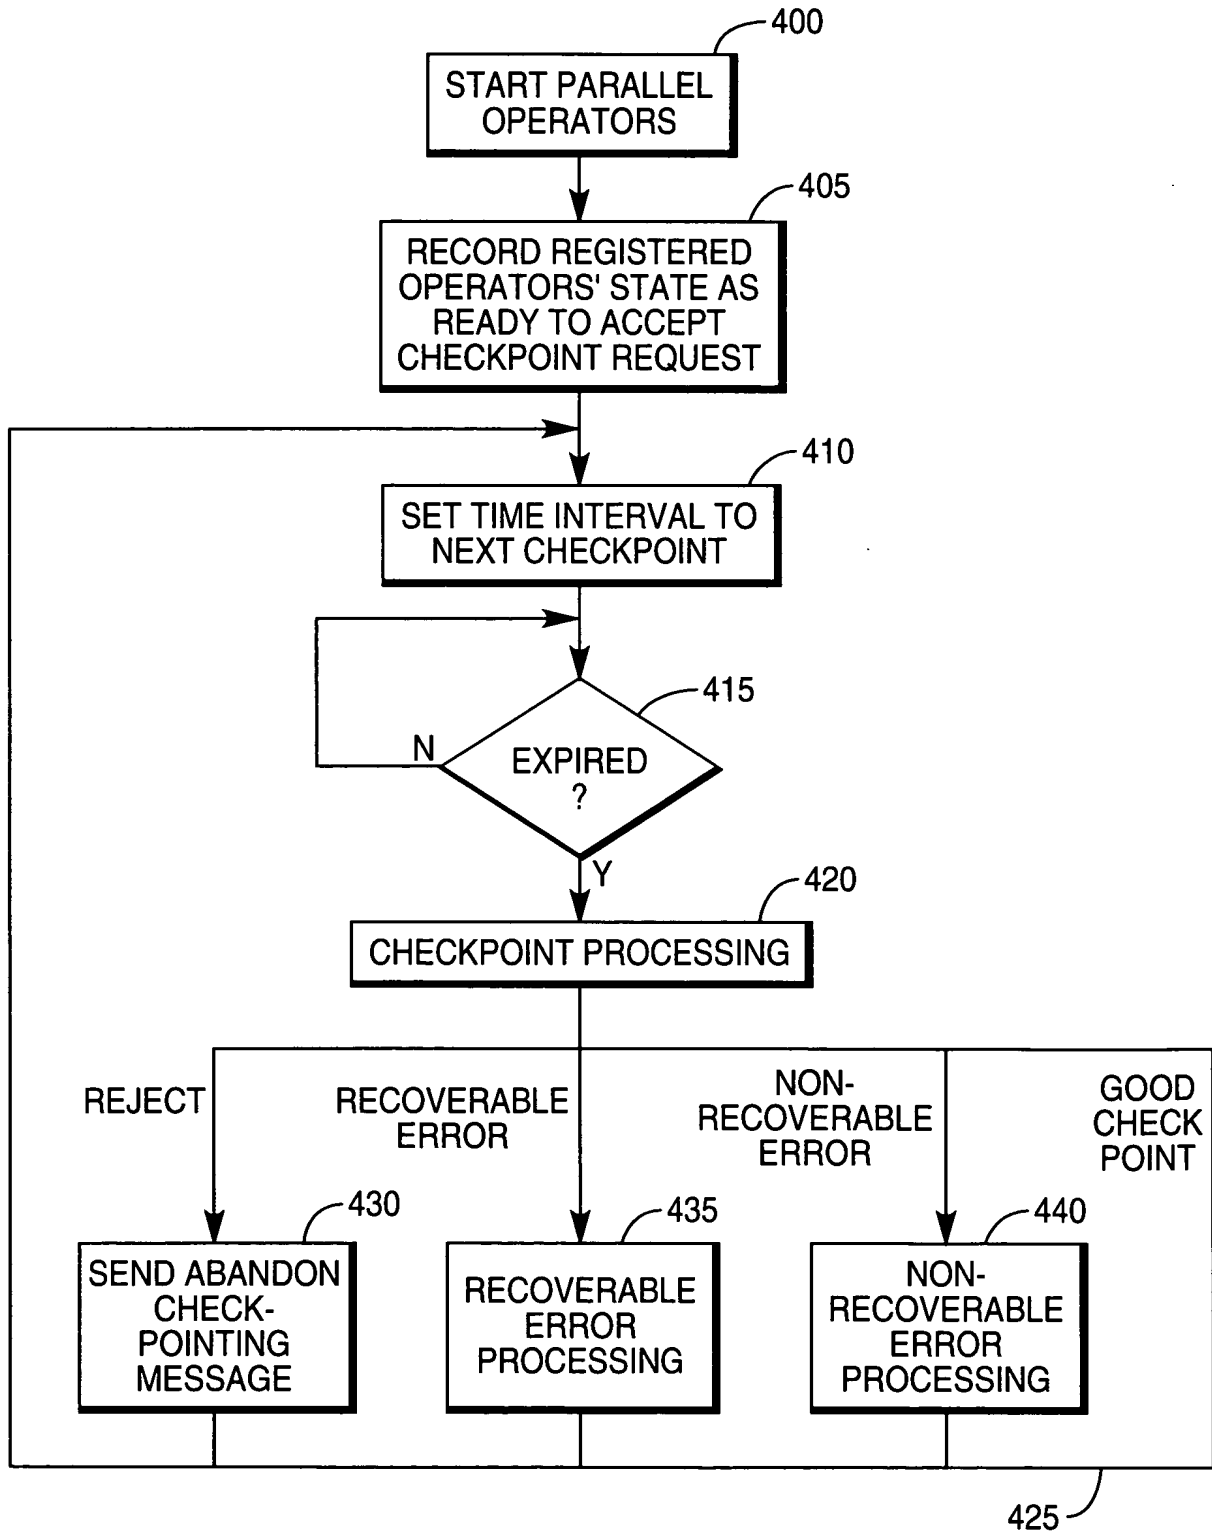 400
START PARALLEL
OPERATORS
405
RECORD REGISTERED
OPERATORS' STATE AS
READY TO ACCEPT
CHECKPOINT REQUEST
410
SET TIME INTERVAL TO
NEXT CHECKPOINT
415
N
EXPIRED
?
Y
420
CHECKPOINT PROCESSING
REJECT
RECOVERABLE
ERROR
NON-
RECOVERABLE
ERROR
GOOD
CHECK
POINT
430
SEND ABANDON
CHECK-
POINTING
MESSAGE
435
RECOVERABLE
ERROR
PROCESSING
440
NON-
RECOVERABLE
ERROR
PROCESSING
425